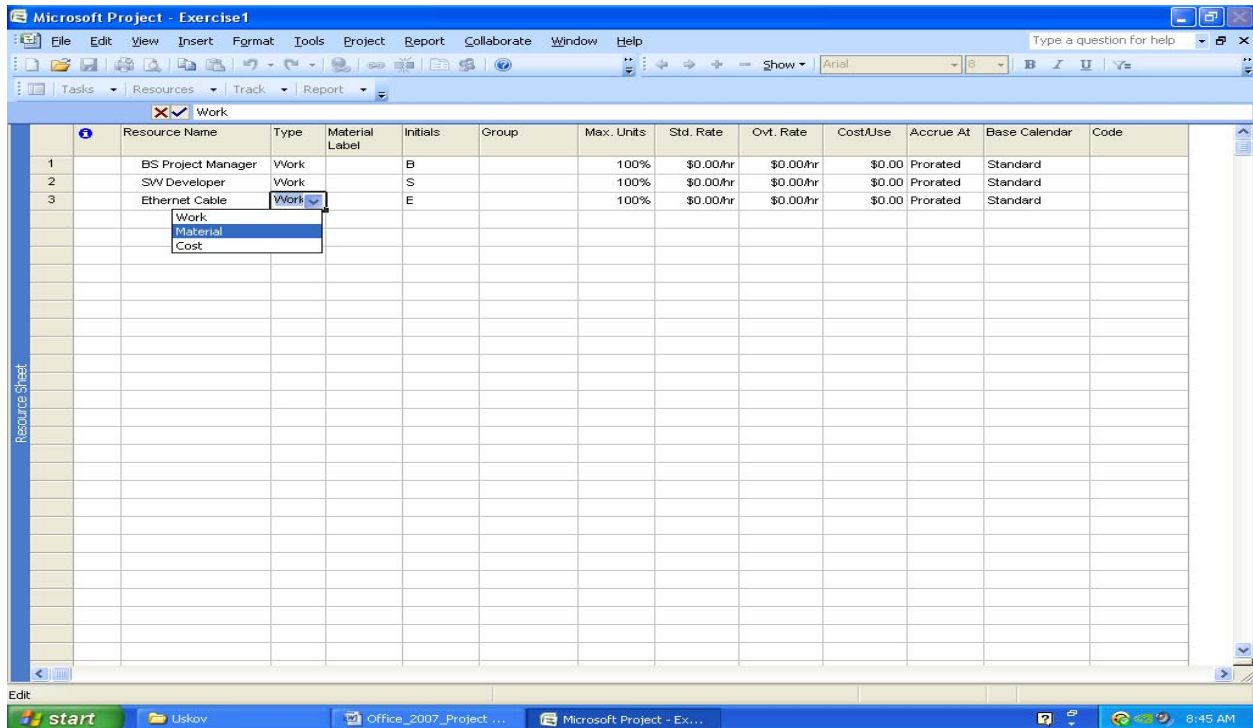 Microsoft Project - Exercise1
File Edit View Insert Format Tools Project Report Collaborate Window Help Type a question for help
Show Arial 8 B I U
Tasks Resources Track Report
Work
Resource Name Type Material Label Initials Group Max. Units Std. Rate Ovt. Rate Cost/Use Accrue At Base Calendar Code
1 BS Project Manager Work B 100% $0.00/hr $0.00/hr $0.00 Prorated Standard
2 SW Developer Work S 100% $0.00/hr $0.00/hr $0.00 Prorated Standard
3 Ethernet Cable Work E 100% $0.00/hr $0.00/hr $0.00 Prorated Standard
Work
Material
Cost
Resource Sheet
Edit
start Uskov Office_2007_Project ... Microsoft Project - Ex... 8:45 AM